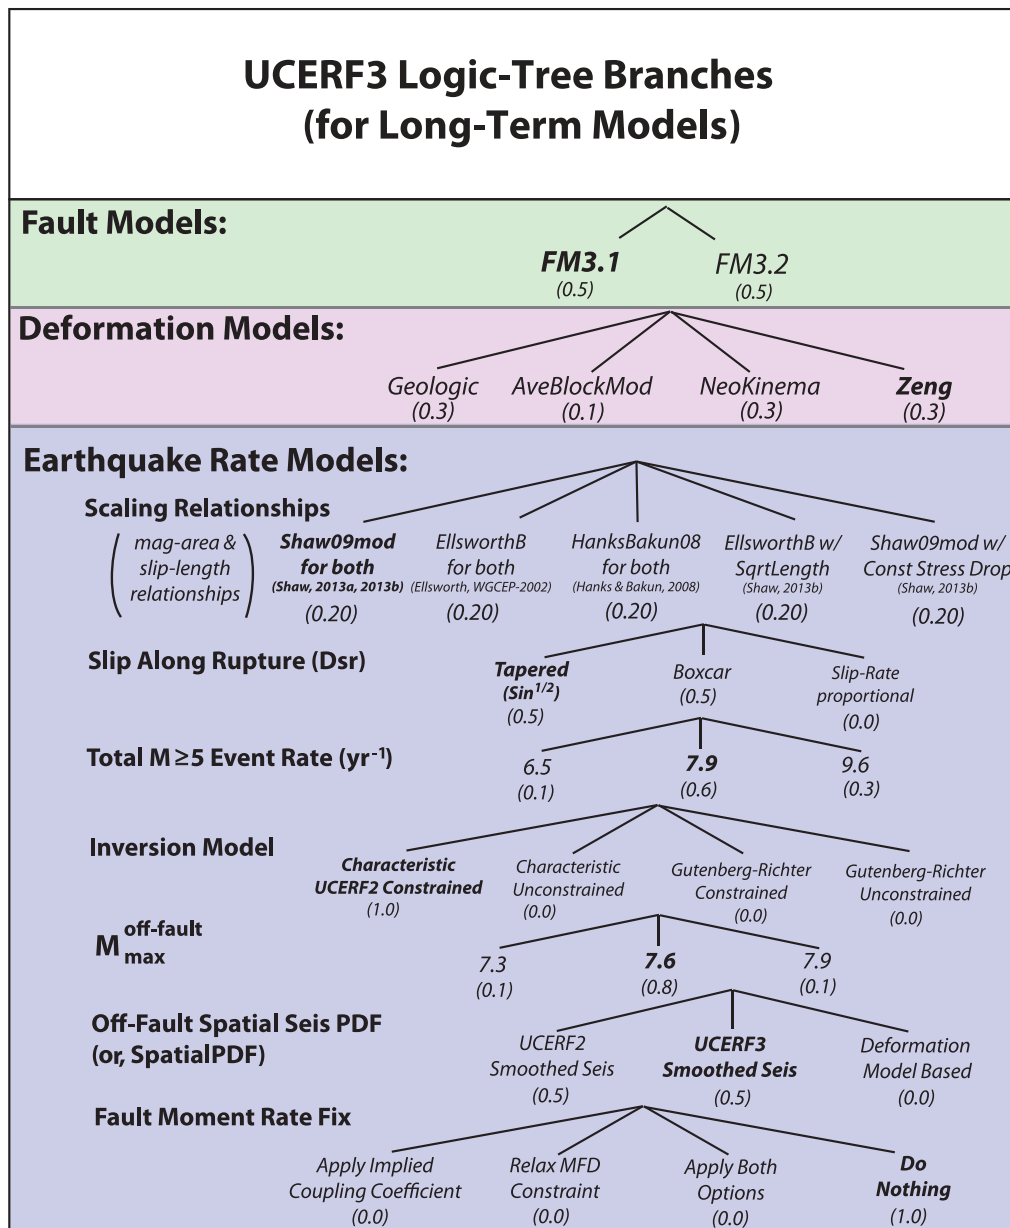 UCERF3 Logic-Tree Branches
(for Long-Term Models)
Fault Models:
FM3.1 FM3.2
(0.5) (0.5)
Deformation Models:
Geologic AveBlockMod NeoKinema Zeng
(0.3) (0.1) (0.3) (0.3)
Earthquake Rate Models:
Scaling Relationships
mag-area & Shaw09mod EllsworthB HanksBakun08 EllsworthB w/ Shaw09mod w/
slip-length for both for both for both SqrtLength Const Stress Drop
relationships (Shaw, 2013a, 2013b) (Ellsworth, WGCEP-2002) (Hanks & Bakun, 2008) (Shaw, 2013b) (Shaw, 2013b)
(0.20) (0.20) (0.20) (0.20) (0.20)
Slip Along Rupture (Dsr)
Tapered Boxcar Slip-Rate
(Sin^1/2) (0.5) proportional
(0.5) (0.0)
Total M ≥5 Event Rate (yr^-1)
6.5 7.9 9.6
(0.1) (0.6) (0.3)
Inversion Model
Characteristic Characteristic Gutenberg-Richter Gutenberg-Richter
UCERF2 Constrained Unconstrained Constrained Unconstrained
(1.0) (0.0) (0.0) (0.0)
M off-fault max
7.3 7.6 7.9
(0.1) (0.8) (0.1)
Off-Fault Spatial Seis PDF
(or, SpatialPDF)
UCERF2 UCERF3 Deformation
Smoothed Seis Smoothed Seis Model Based
(0.5) (0.5) (0.0)
Fault Moment Rate Fix
Apply Implied Relax MFD Apply Both Do
Coupling Coefficient Constraint Options Nothing
(0.0) (0.0) (0.0) (1.0)